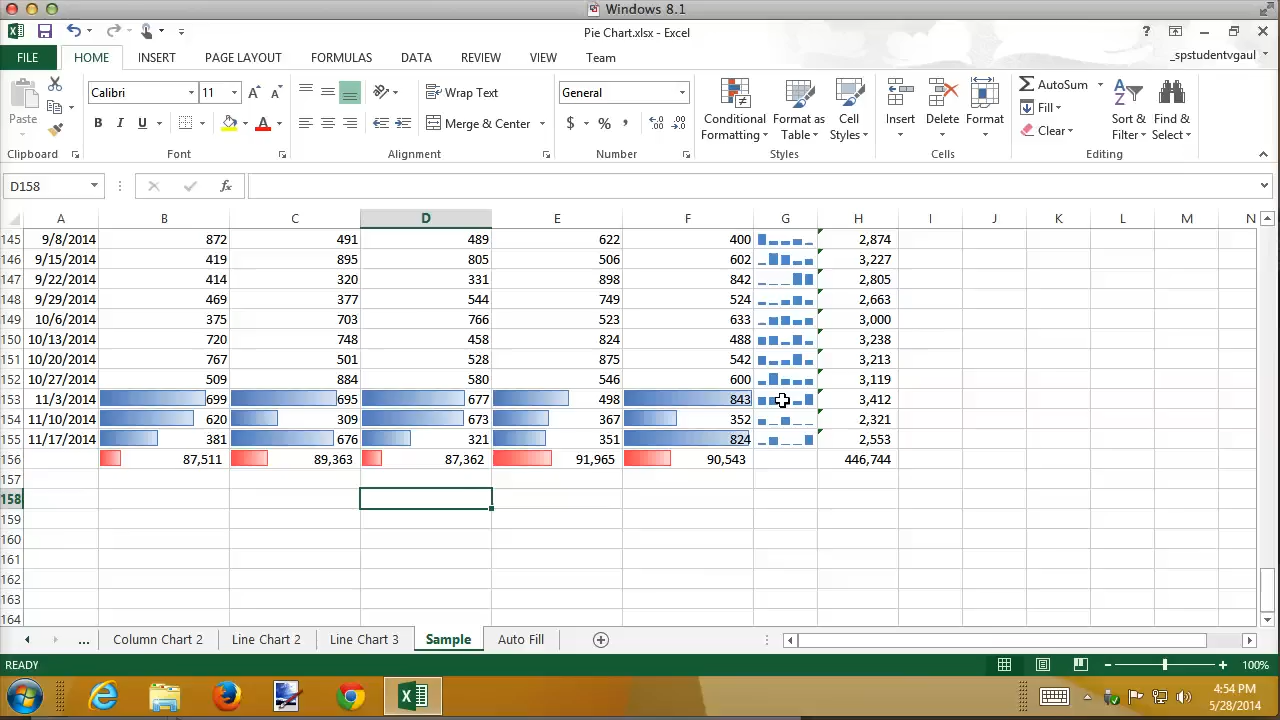 Windows 8.1
Pie Chart.xlsx - Excel
?
FILE HOME INSERT PAGE LAYOUT FORMULAS DATA REVIEW VIEW Team _spstudentvgaul
Paste Calibri 11 A A Wrap Text General Conditional Formatting Format as Table Cell Styles Insert Delete Format AutoSum Sort & Filter Find & Select
B I U A Merge & Center $ % , Fill
Clear
Clipboard Font Alignment Number Styles Cells Editing
D158 fx
A B C D E F G H I J K L M N
145 9/8/2014 872 491 489 622 400 2,874
146 9/15/2014 419 895 805 506 602 3,227
147 9/22/2014 414 320 331 898 842 2,805
148 9/29/2014 469 377 544 749 524 2,663
149 10/6/2014 375 703 766 523 633 3,000
150 10/13/2014 720 748 458 824 488 3,238
151 10/20/2014 767 501 528 875 542 3,213
152 10/27/2014 509 884 580 546 600 3,119
153 11/3/2014 699 695 677 498 843 3,412
154 11/10/2014 620 309 673 367 352 2,321
155 11/17/2014 381 676 321 351 824 2,553
156 87,511 89,363 87,362 91,965 90,543 446,744
157
158
159
160
161
162
163
164
... Column Chart 2 Line Chart 2 Line Chart 3 Sample Auto Fill
READY 100%
4:54 PM
5/28/2014